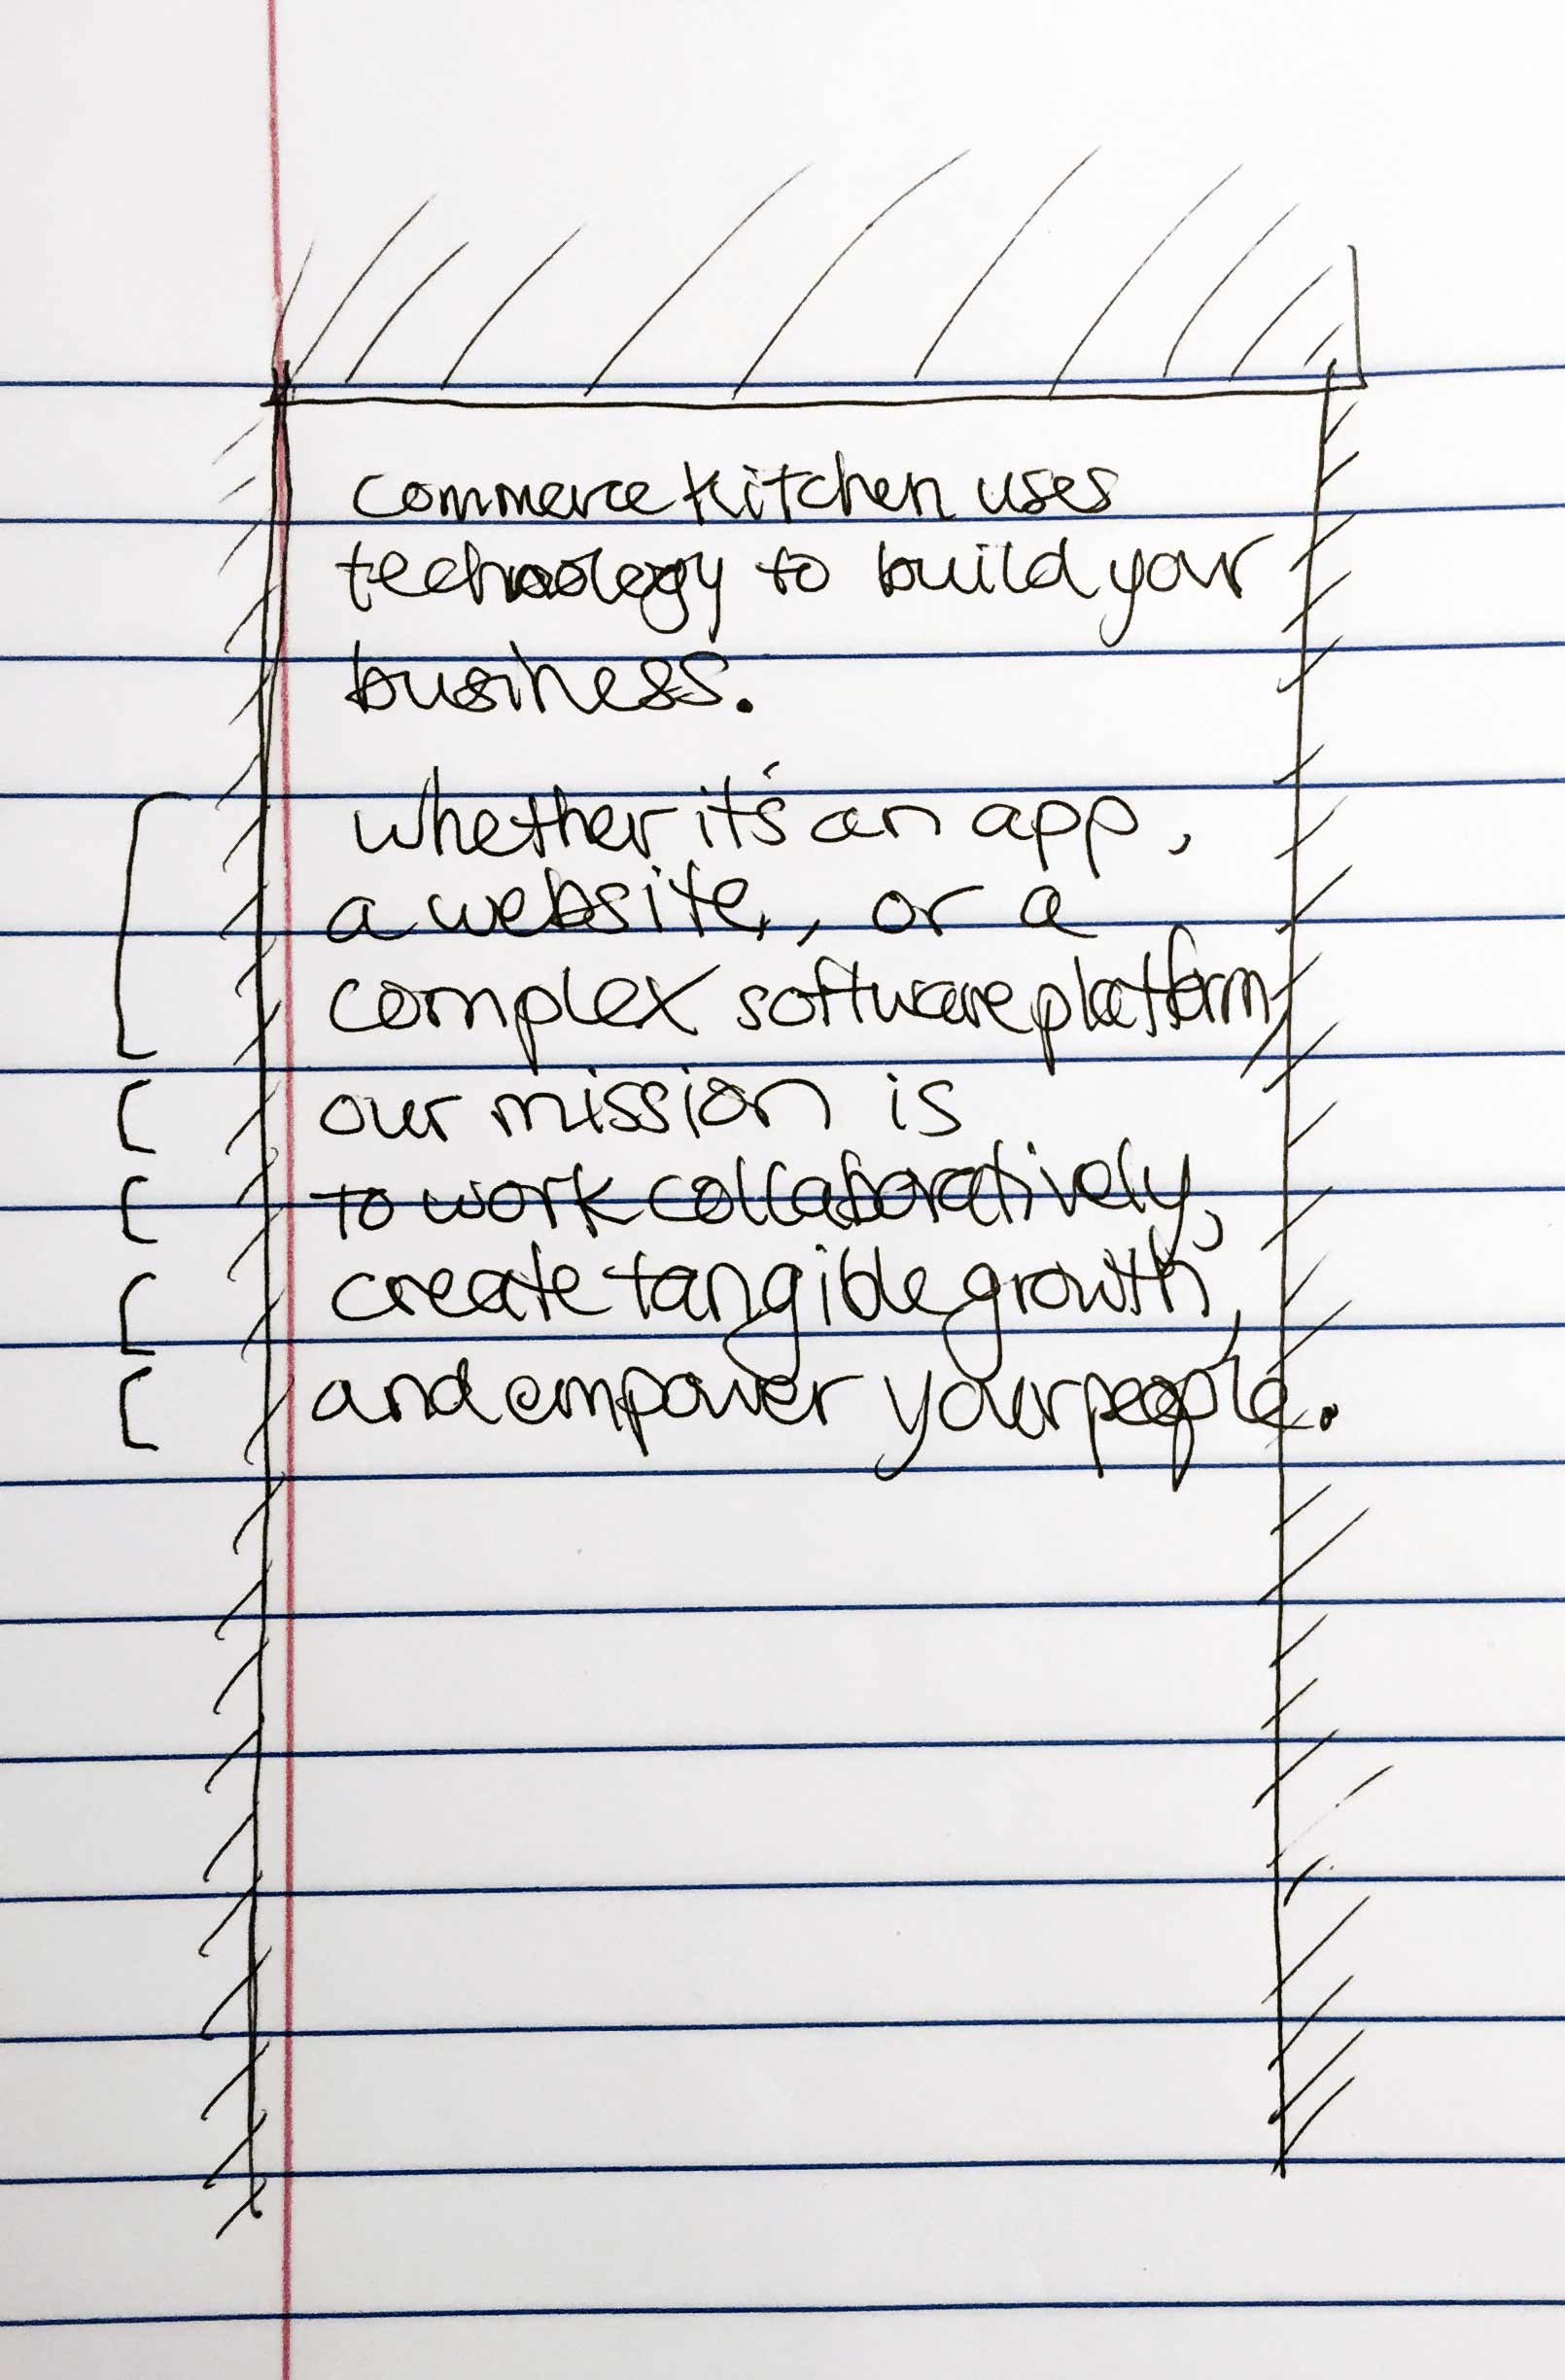 Commerce Kitchen uses
technology to build your
business.
Whether it's an app,
a website, or a
complex software platform,
our mission is
to work collaboratively,
create tangible growth,
and empower your people.